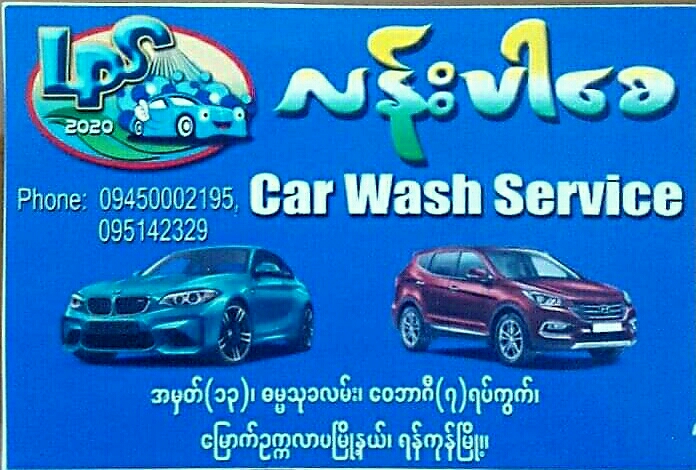 LPS
2020
လန်းပါစေ
Car Wash Service
Phone: 09450002195,
095142329
အမှတ်(၁၃)၊ ဓမ္မသုခလမ်း၊ ဝေဘာဂီ(၇)ရပ်ကွက်၊
မြောက်ဥက္ကလာပမြို့နယ်၊ ရန်ကုန်မြို့။